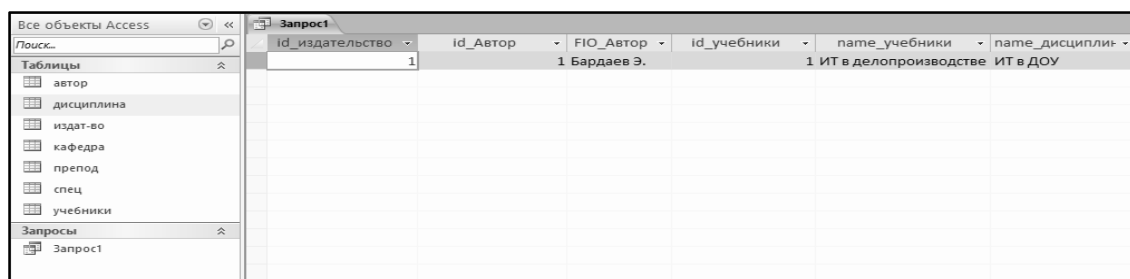 Все объекты Access «
Запрос1
Поиск...
id_издательство id_Автор FIO_Автор id_учебники name_учебники name_дисциплин
1 1 Бардаев Э. 1 ИТ в делопроизводстве ИТ в ДОУ
Таблицы
автор
дисциплина
издат-во
кафедра
препод
спец
учебники
Запросы
Запрос1